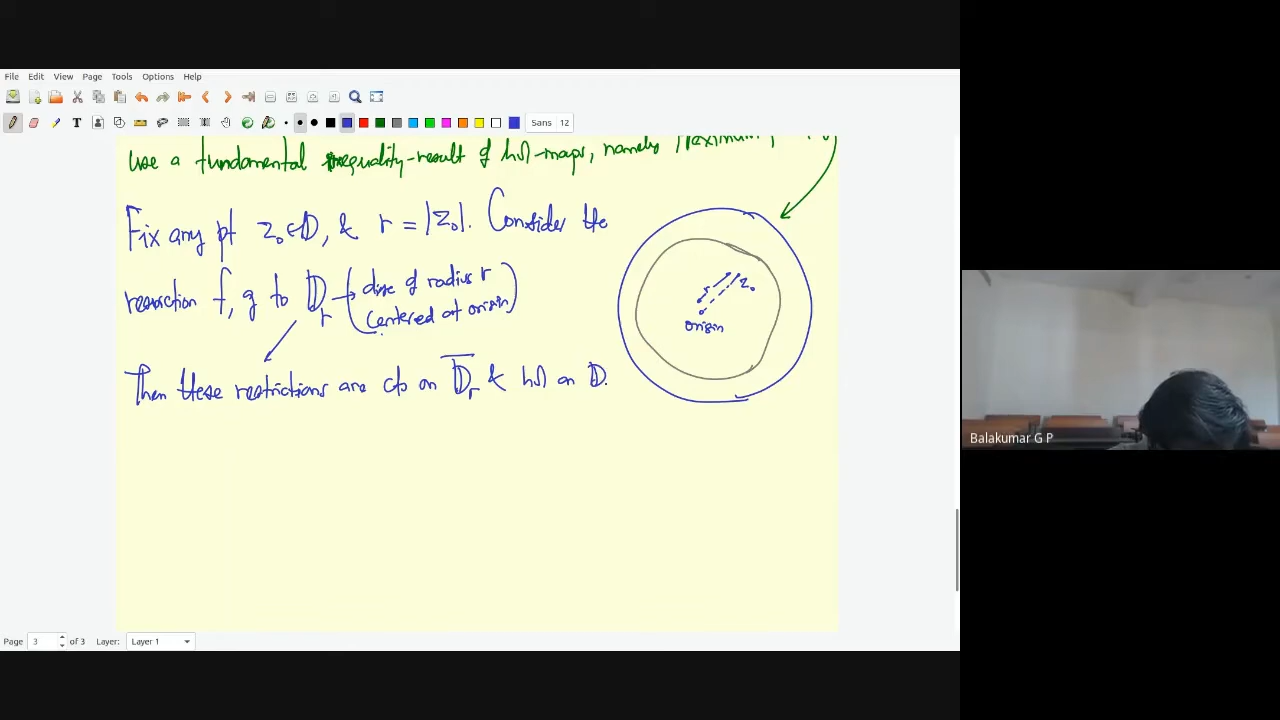 File Edit View Page Tools Options Help
Sans 12
use a fundamental inequality-result of hol-maps, namely Maximum
Fix any pt z₀ ∈ 𝔻, & r = |z₀|. Consider the
restriction f, g to 𝔻_r → (disc of radius r
centered at origin)
z₀
r
origin
Then these restrictions are cts on \overline{𝔻_r} & hol on 𝔻.
Balakumar G P
Page 3 of 3 Layer: Layer 1